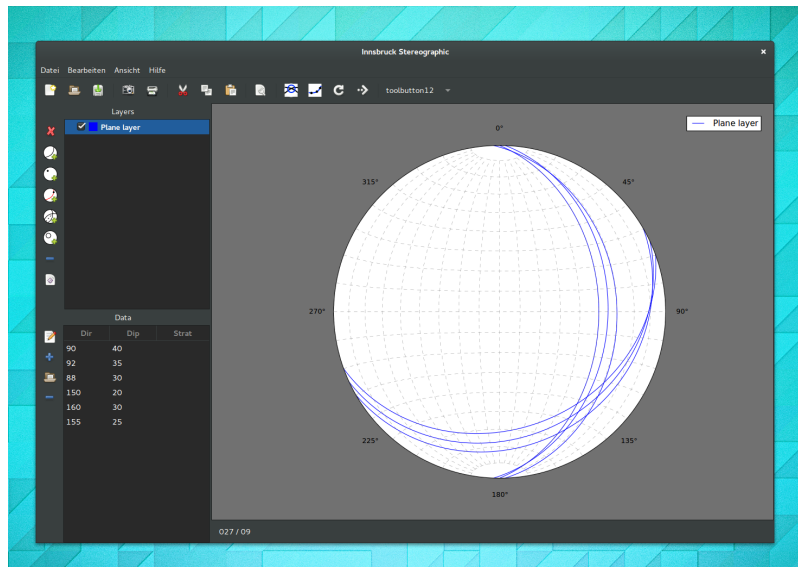 Innsbruck Stereographic
Datei Bearbeiten Ansicht Hilfe
toolbutton12
Layers
Plane layer
Plane layer
0°
315° 45°
270° 90°
225° 135°
180°
Data
Dir Dip Strat
90 40
92 35
88 30
150 20
160 30
155 25
027 / 09